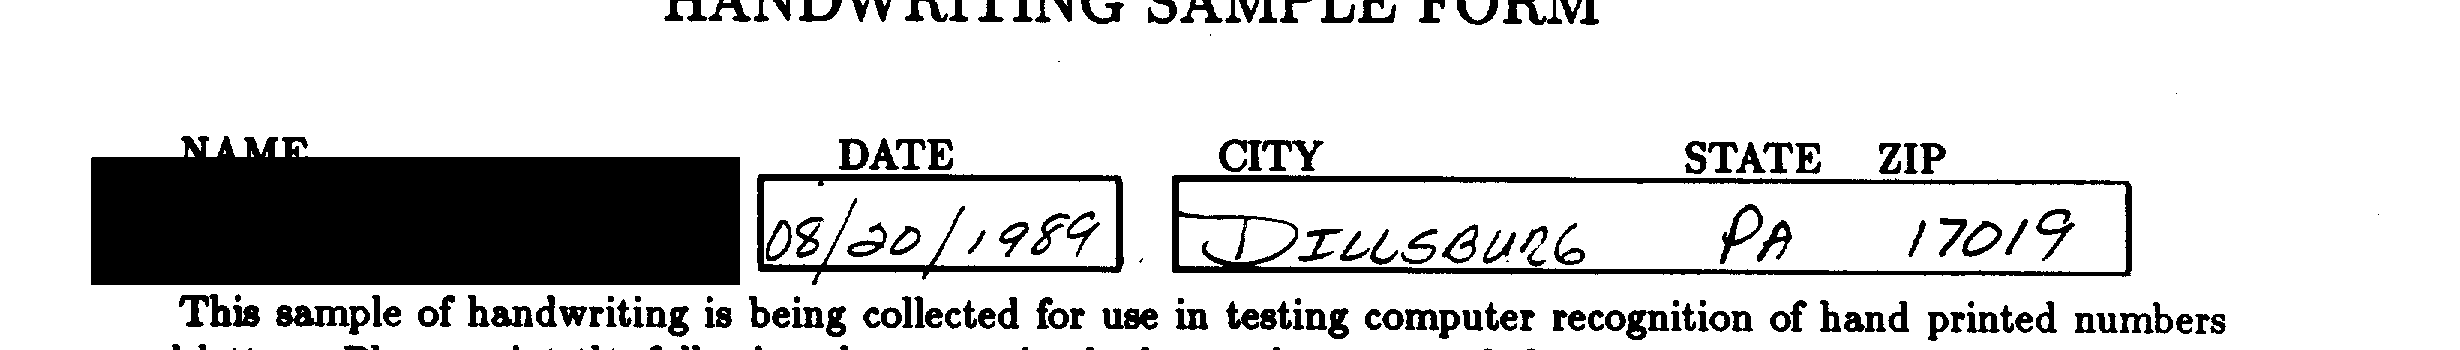 HANDWRITING SAMPLE FORM
NAME DATE CITY STATE ZIP
08/20/1989 DILLSBURG PA 17019
This sample of handwriting is being collected for use in testing computer recognition of hand printed numbers